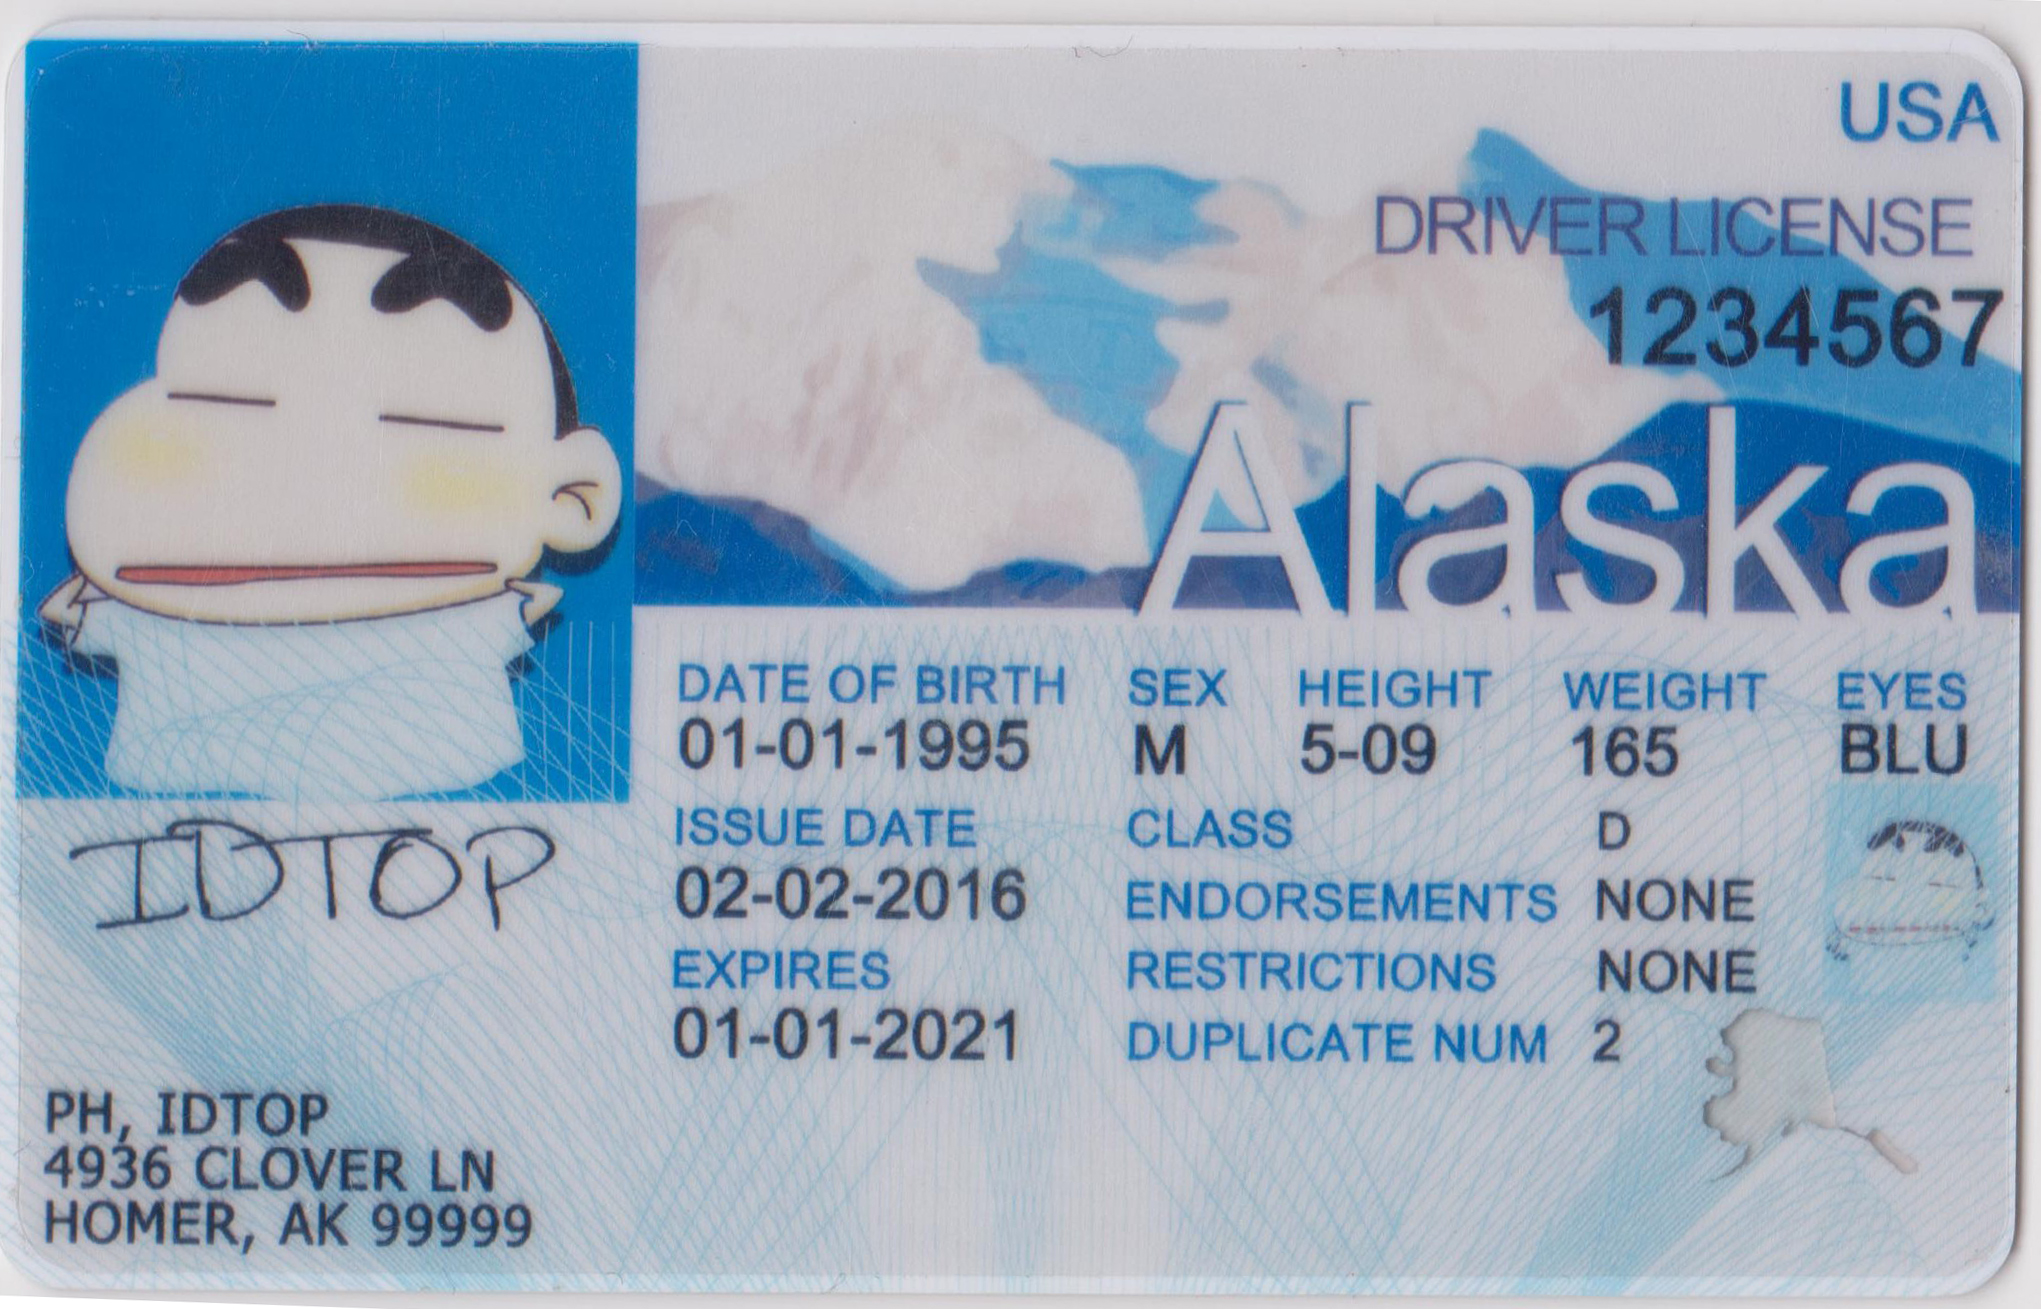 USA
DRIVER LICENSE
1234567
Alaska
DATE OF BIRTH SEX HEIGHT WEIGHT EYES
01-01-1995 M 5-09 165 BLU
ISSUE DATE CLASS D
02-02-2016 ENDORSEMENTS NONE
EXPIRES RESTRICTIONS NONE
01-01-2021 DUPLICATE NUM 2
IDTOP
PH, IDTOP
4936 CLOVER LN
HOMER, AK 99999